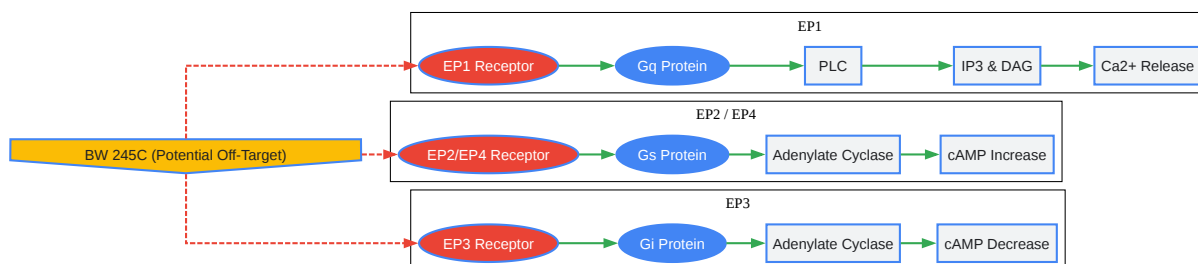 EP1
EP1 Receptor
Gq Protein
PLC
IP3 & DAG
Ca2+ Release
EP2 / EP4
BW 245C (Potential Off-Target)
EP2/EP4 Receptor
Gs Protein
Adenylate Cyclase
cAMP Increase
EP3
EP3 Receptor
Gi Protein
Adenylate Cyclase
cAMP Decrease